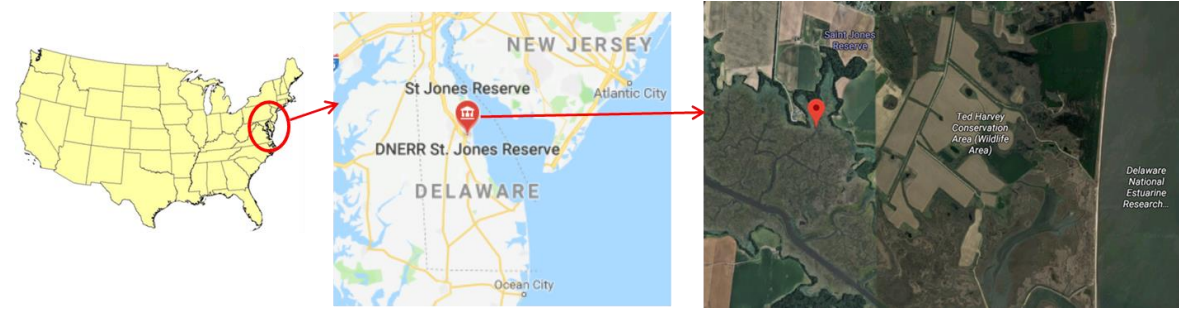 NEW JERSEY
St Jones Reserve
Atlantic City
DNERR St. Jones Reserve
DELAWARE
Ocean City
Saint Jones
Reserve
Ted Harvey
Conservation
Area (Wildlife
Area)
Delaware
National
Estuarine
Research...